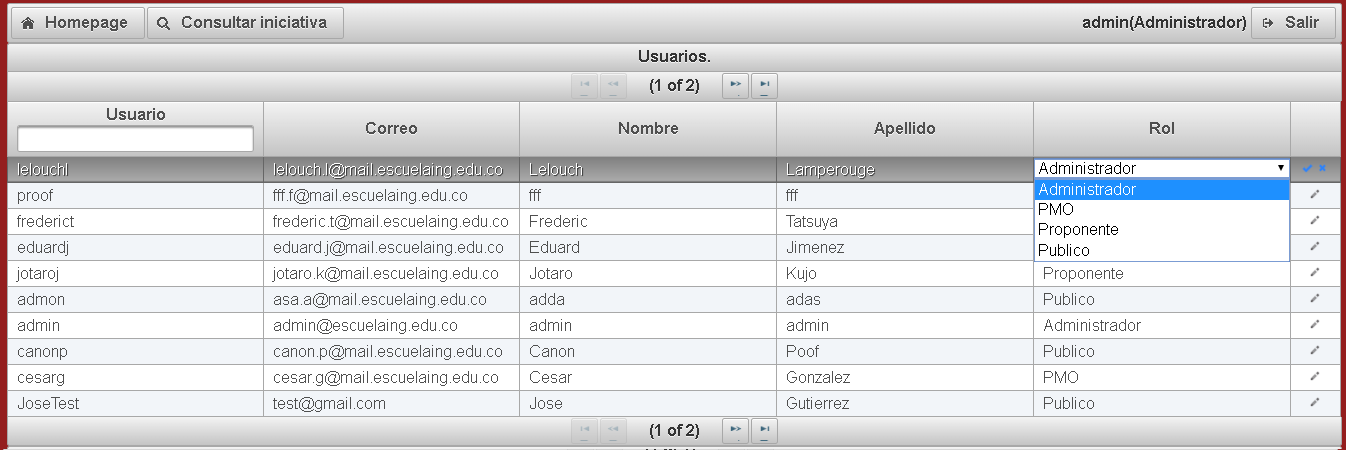 Homepage Consultar iniciativa admin(Administrador) Salir
Usuarios.
(1 of 2)
Usuario Correo Nombre Apellido Rol
lelouchl lelouch.l@mail.escuelaing.edu.co Lelouch Lamperouge Administrador
Administrador
PMO
Proponente
Publico
proof fff.f@mail.escuelaing.edu.co fff fff
frederict frederic.t@mail.escuelaing.edu.co Frederic Tatsuya
eduardj eduard.j@mail.escuelaing.edu.co Eduard Jimenez
jotaroj jotaro.k@mail.escuelaing.edu.co Jotaro Kujo Proponente
admon asa.a@mail.escuelaing.edu.co adda adas Publico
admin admin@escuelaing.edu.co admin admin Administrador
canonp canon.p@mail.escuelaing.edu.co Canon Poof Publico
cesarg cesar.g@mail.escuelaing.edu.co Cesar Gonzalez PMO
JoseTest test@gmail.com Jose Gutierrez Publico
(1 of 2)